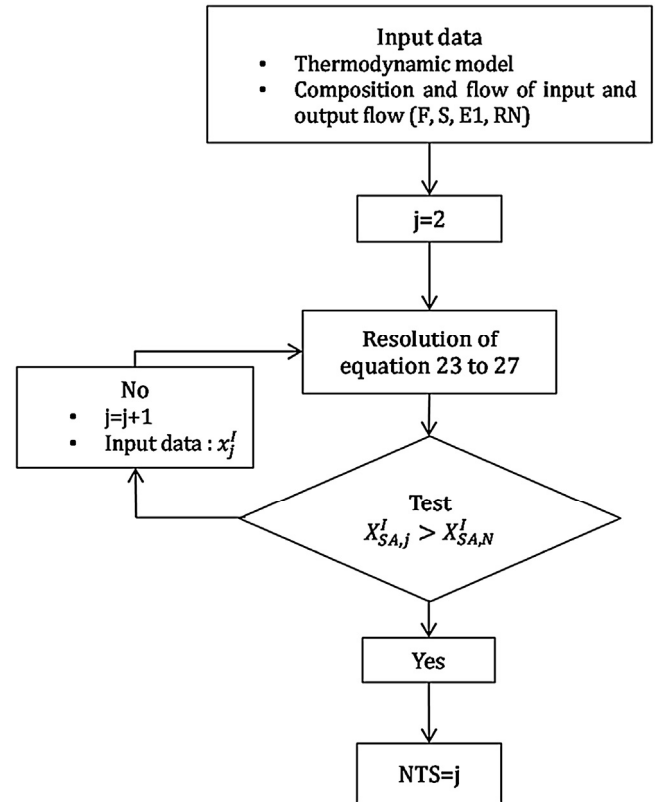 Input data
• Thermodynamic model
• Composition and flow of input and
output flow (F, S, E1, RN)
j=2
Resolution of
equation 23 to 27
No
• j=j+1
• Input data : $x_j^I$
Test
$X_{SA,j}^I > X_{SA,N}^I$
Yes
NTS=j